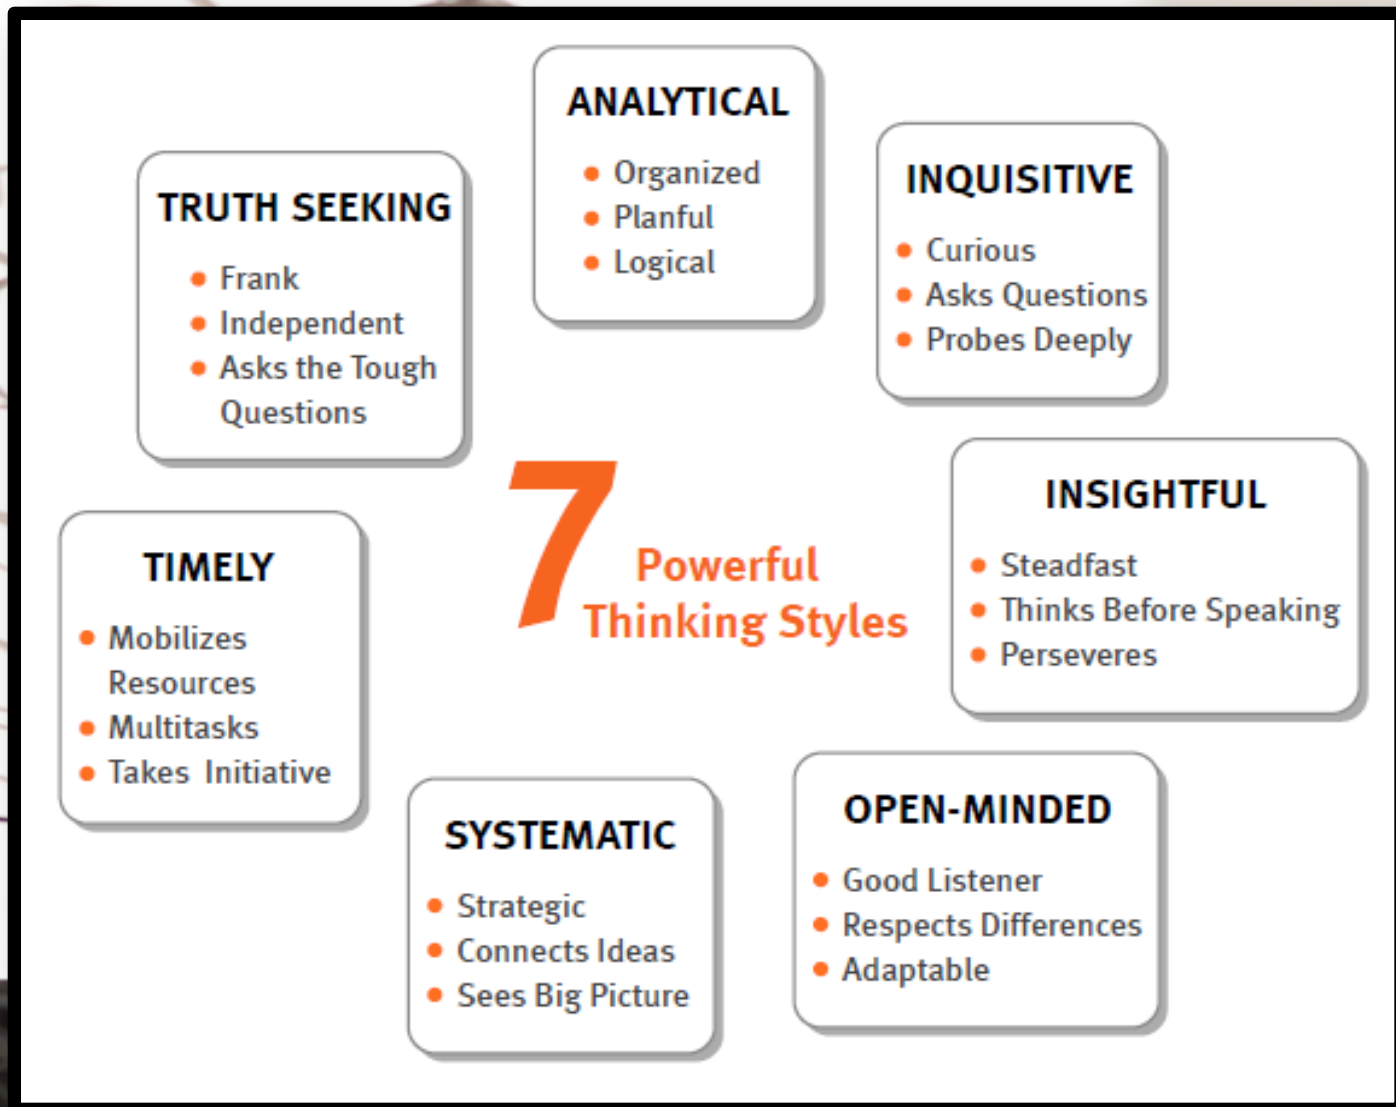 ANALYTICAL
• Organized
• Planful
• Logical
INQUISITIVE
• Curious
• Asks Questions
• Probes Deeply
INSIGHTFUL
• Steadfast
• Thinks Before Speaking
• Perseveres
OPEN-MINDED
• Good Listener
• Respects Differences
• Adaptable
SYSTEMATIC
• Strategic
• Connects Ideas
• Sees Big Picture
TIMELY
• Mobilizes
Resources
• Multitasks
• Takes Initiative
TRUTH SEEKING
• Frank
• Independent
• Asks the Tough
Questions
7
Powerful
Thinking Styles